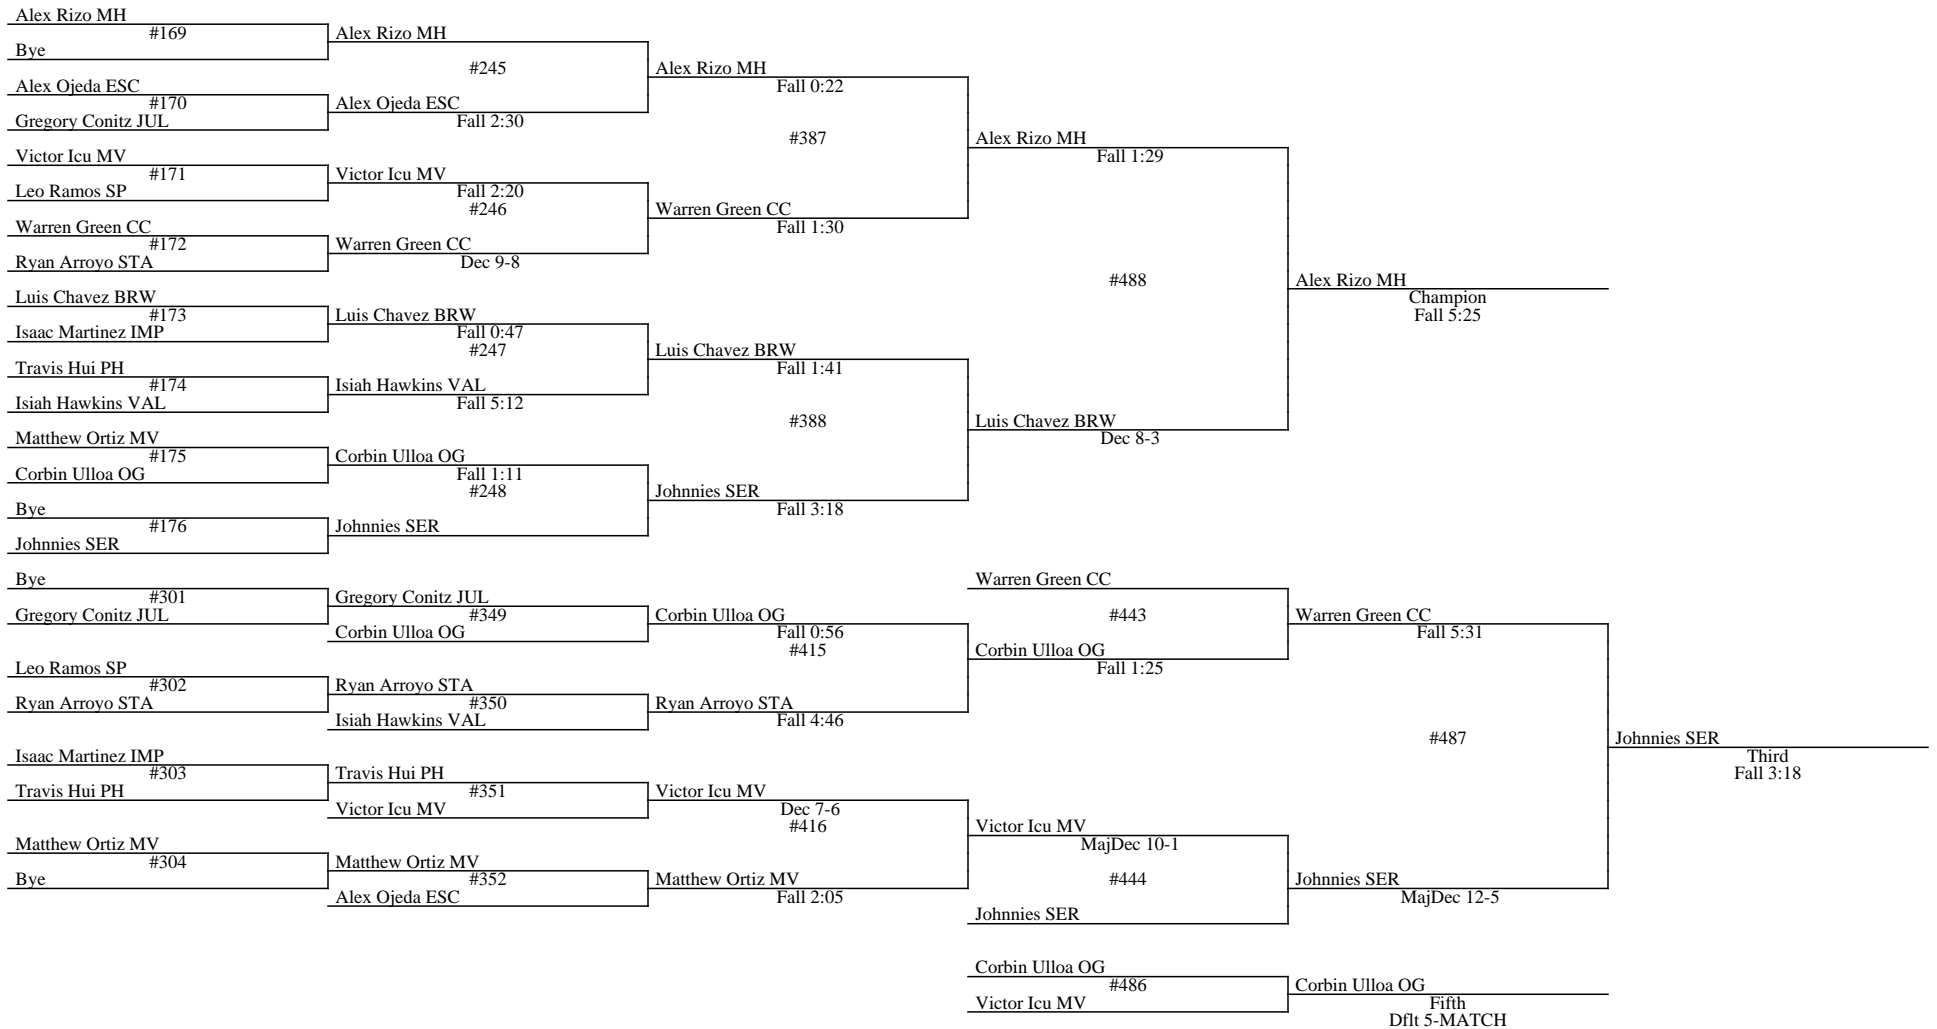 Alex Rizo MH
#169
Bye
Alex Rizo MH
#245
Alex Ojeda ESC
#170
Gregory Conitz JUL
Alex Ojeda ESC
Fall 2:30
Alex Rizo MH
Fall 0:22
#387
Victor Icu MV
#171
Leo Ramos SP
Victor Icu MV
Fall 2:20
#246
Warren Green CC
#172
Ryan Arroyo STA
Warren Green CC
Dec 9-8
Warren Green CC
Fall 1:30
Alex Rizo MH
Fall 1:29
#488
Luis Chavez BRW
#173
Isaac Martinez IMP
Luis Chavez BRW
Fall 0:47
#247
Travis Hui PH
#174
Isiah Hawkins VAL
Isiah Hawkins VAL
Fall 5:12
Luis Chavez BRW
Fall 1:41
#388
Matthew Ortiz MV
#175
Corbin Ulloa OG
Corbin Ulloa OG
Fall 1:11
#248
Bye
#176
Johnnies SER
Johnnies SER
Johnnies SER
Fall 3:18
Luis Chavez BRW
Dec 8-3
Alex Rizo MH
Champion
Fall 5:25
Bye
#301
Gregory Conitz JUL
Gregory Conitz JUL
#349
Corbin Ulloa OG
Corbin Ulloa OG
Fall 0:56
#415
Leo Ramos SP
#302
Ryan Arroyo STA
Ryan Arroyo STA
#350
Isiah Hawkins VAL
Ryan Arroyo STA
Fall 4:46
Warren Green CC
#443
Corbin Ulloa OG
Fall 1:25
Warren Green CC
Fall 5:31
#487
Isaac Martinez IMP
#303
Travis Hui PH
Travis Hui PH
#351
Victor Icu MV
Victor Icu MV
Dec 7-6
#416
Matthew Ortiz MV
#304
Bye
Matthew Ortiz MV
#352
Alex Ojeda ESC
Matthew Ortiz MV
Fall 2:05
Victor Icu MV
MajDec 10-1
#444
Johnnies SER
Johnnies SER
MajDec 12-5
Johnnies SER
Third
Fall 3:18
Corbin Ulloa OG
#486
Victor Icu MV
Corbin Ulloa OG
Fifth
Dflt 5-MATCH